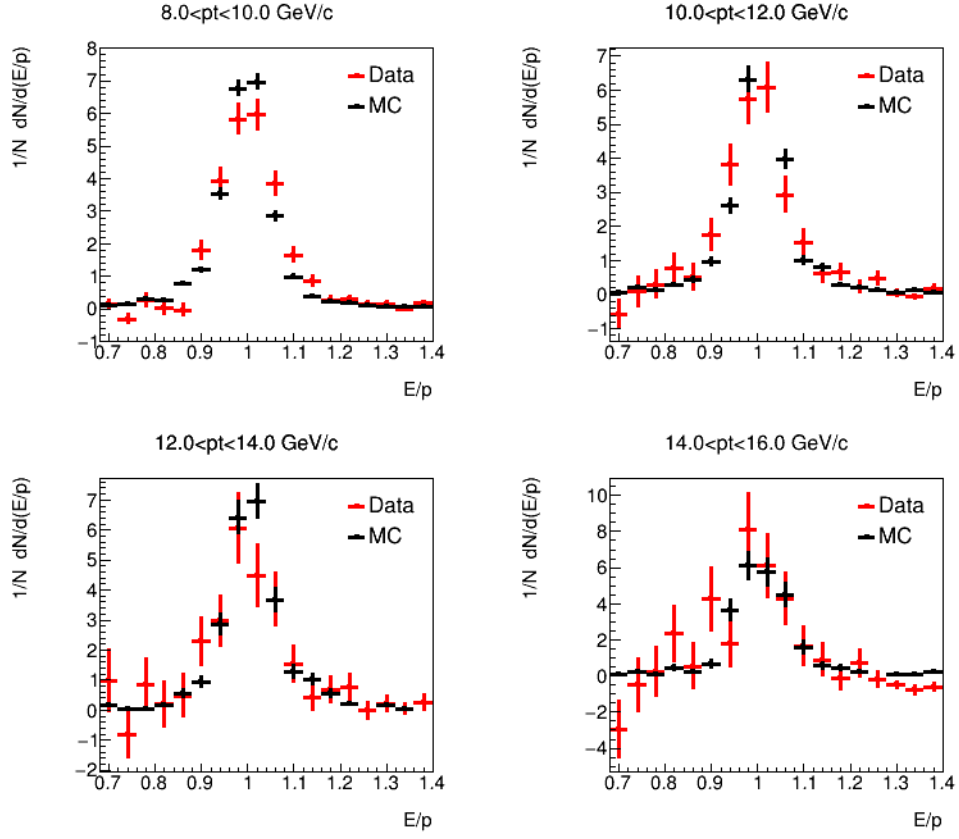 8.0<pt<10.0 GeV/c
1/N dN/d(E/p)
8
7
6
5
4
3
2
1
0
−1
Data
MC
0.7 0.8 0.9 1 1.1 1.2 1.3 1.4
E/p
10.0<pt<12.0 GeV/c
1/N dN/d(E/p)
7
6
5
4
3
2
1
0
−1
Data
MC
0.7 0.8 0.9 1 1.1 1.2 1.3 1.4
E/p
12.0<pt<14.0 GeV/c
1/N dN/d(E/p)
7
6
5
4
3
2
1
0
−1
−2
Data
MC
0.7 0.8 0.9 1 1.1 1.2 1.3 1.4
E/p
14.0<pt<16.0 GeV/c
1/N dN/d(E/p)
10
8
6
4
2
0
−2
−4
Data
MC
0.7 0.8 0.9 1 1.1 1.2 1.3 1.4
E/p